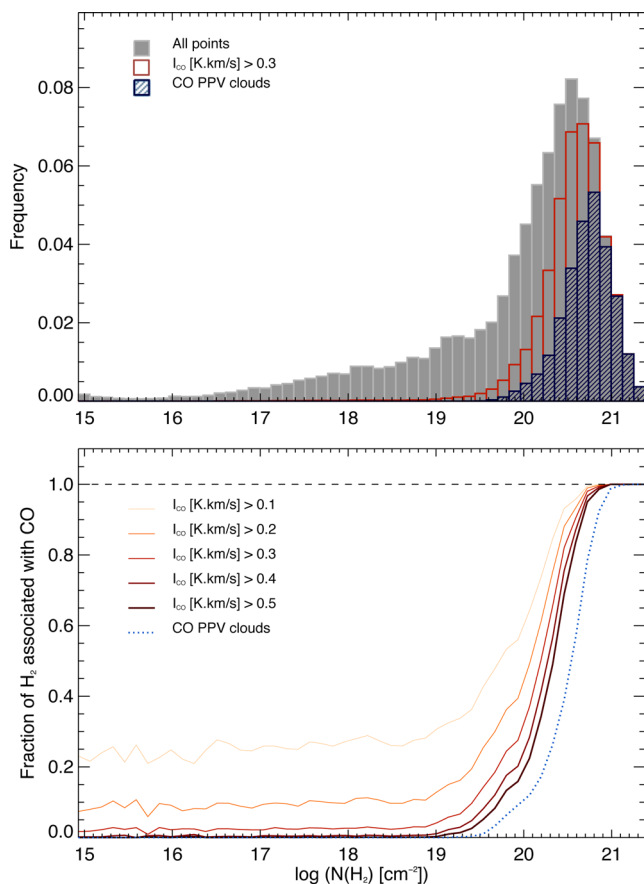 All points
I_CO [K.km/s] > 0.3
CO PPV clouds
Frequency
0.08
0.06
0.04
0.02
0.00
15 16 17 18 19 20 21
I_CO [K.km/s] > 0.1
I_CO [K.km/s] > 0.2
I_CO [K.km/s] > 0.3
I_CO [K.km/s] > 0.4
I_CO [K.km/s] > 0.5
CO PPV clouds
Fraction of H₂ associated with CO
1.0
0.8
0.6
0.4
0.2
0.0
15 16 17 18 19 20 21
log (N(H₂) [cm⁻²])